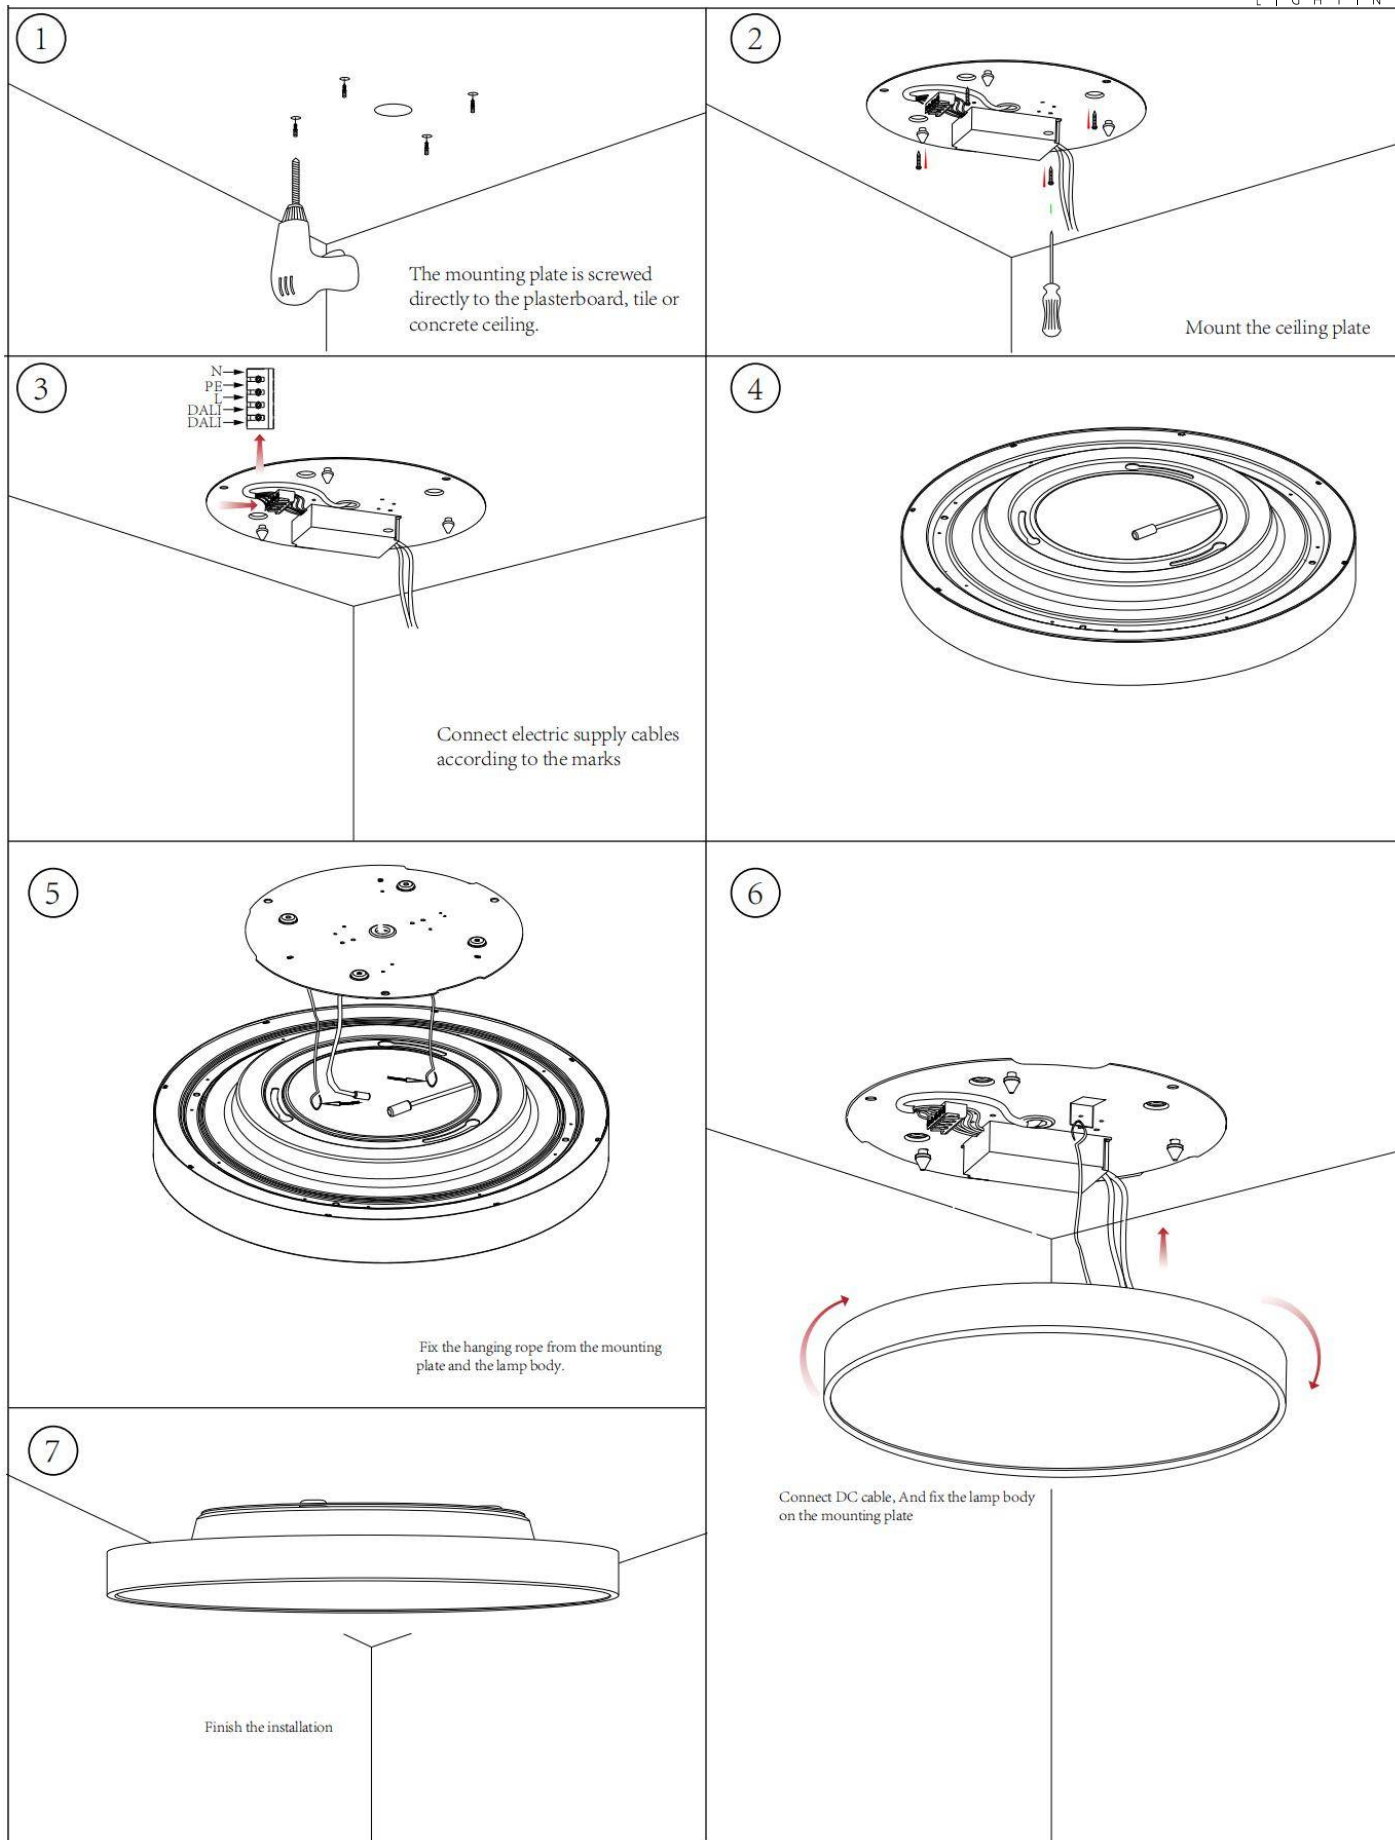 L I G H T I N
1
The mounting plate is screwed
directly to the plasterboard, tile or
concrete ceiling.
2
Mount the ceiling plate
3
N
PE
L
DALI
DALI
Connect electric supply cables
according to the marks
4
5
Fix the hanging rope from the mounting
plate and the lamp body.
6
Connect DC cable, And fix the lamp body
on the mounting plate
7
Finish the installation